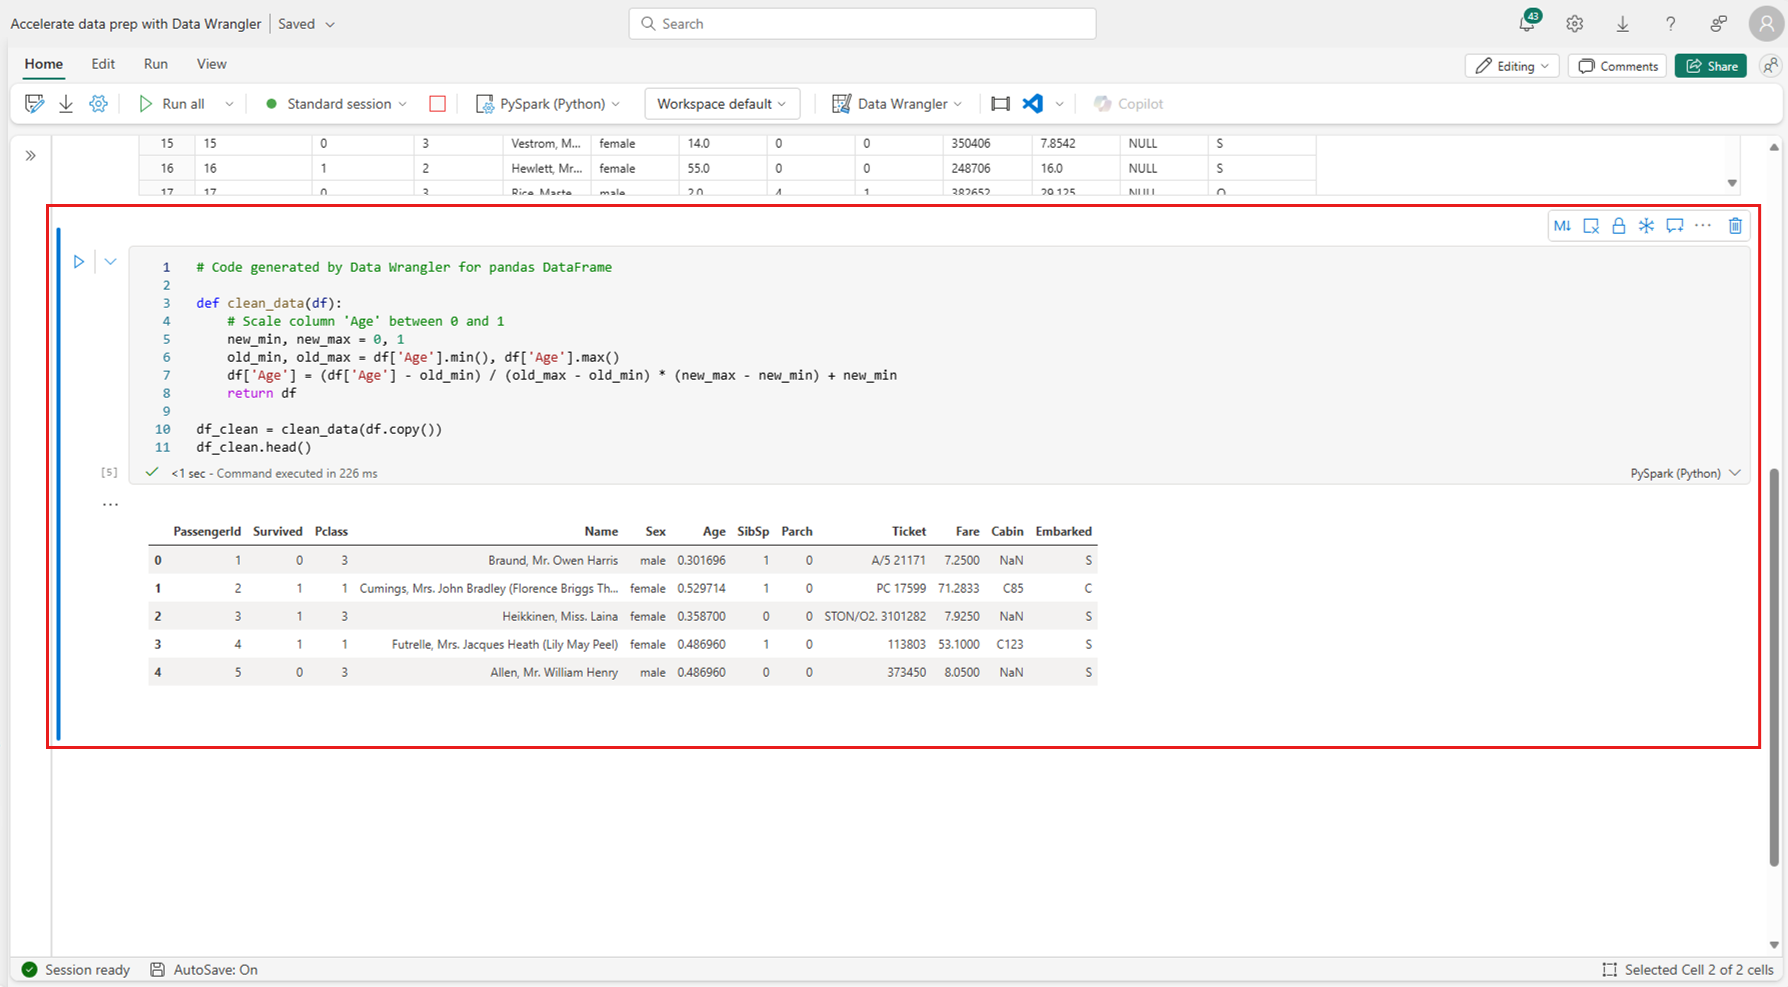 Accelerate data prep with Data Wrangler | Saved
Search
43
Home Edit Run View
Editing Comments Share
Run all Standard session PySpark (Python) Workspace default Data Wrangler Copilot
15 15 0 3 Vestrom, M... female 14.0 0 0 350406 7.8542 NULL S
16 16 1 2 Hewlett, Mr... female 55.0 0 0 248706 16.0 NULL S
17 17 0 3 Rice, Maste... male 2.0 4 1 382652 29.125 NULL Q
M↓
1 # Code generated by Data Wrangler for pandas DataFrame
2
3 def clean_data(df):
4 # Scale column 'Age' between 0 and 1
5 new_min, new_max = 0, 1
6 old_min, old_max = df['Age'].min(), df['Age'].max()
7 df['Age'] = (df['Age'] - old_min) / (old_max - old_min) * (new_max - new_min) + new_min
8 return df
9
10 df_clean = clean_data(df.copy())
11 df_clean.head()
[5] <1 sec - Command executed in 226 ms PySpark (Python)
PassengerId Survived Pclass Name Sex Age SibSp Parch Ticket Fare Cabin Embarked
0 1 0 3 Braund, Mr. Owen Harris male 0.301696 1 0 A/5 21171 7.2500 NaN S
1 2 1 1 Cumings, Mrs. John Bradley (Florence Briggs Th... female 0.529714 1 0 PC 17599 71.2833 C85 C
2 3 1 3 Heikkinen, Miss. Laina female 0.358700 0 0 STON/O2. 3101282 7.9250 NaN S
3 4 1 1 Futrelle, Mrs. Jacques Heath (Lily May Peel) female 0.486960 1 0 113803 53.1000 C123 S
4 5 0 3 Allen, Mr. William Henry male 0.486960 0 0 373450 8.0500 NaN S
Session ready AutoSave: On Selected Cell 2 of 2 cells